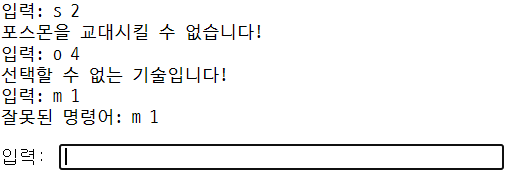 입력: s 2
포스몬을 교대시킬 수 없습니다!
입력: o 4
선택할 수 없는 기술입니다!
입력: m 1
잘못된 명령어: m 1
입력: